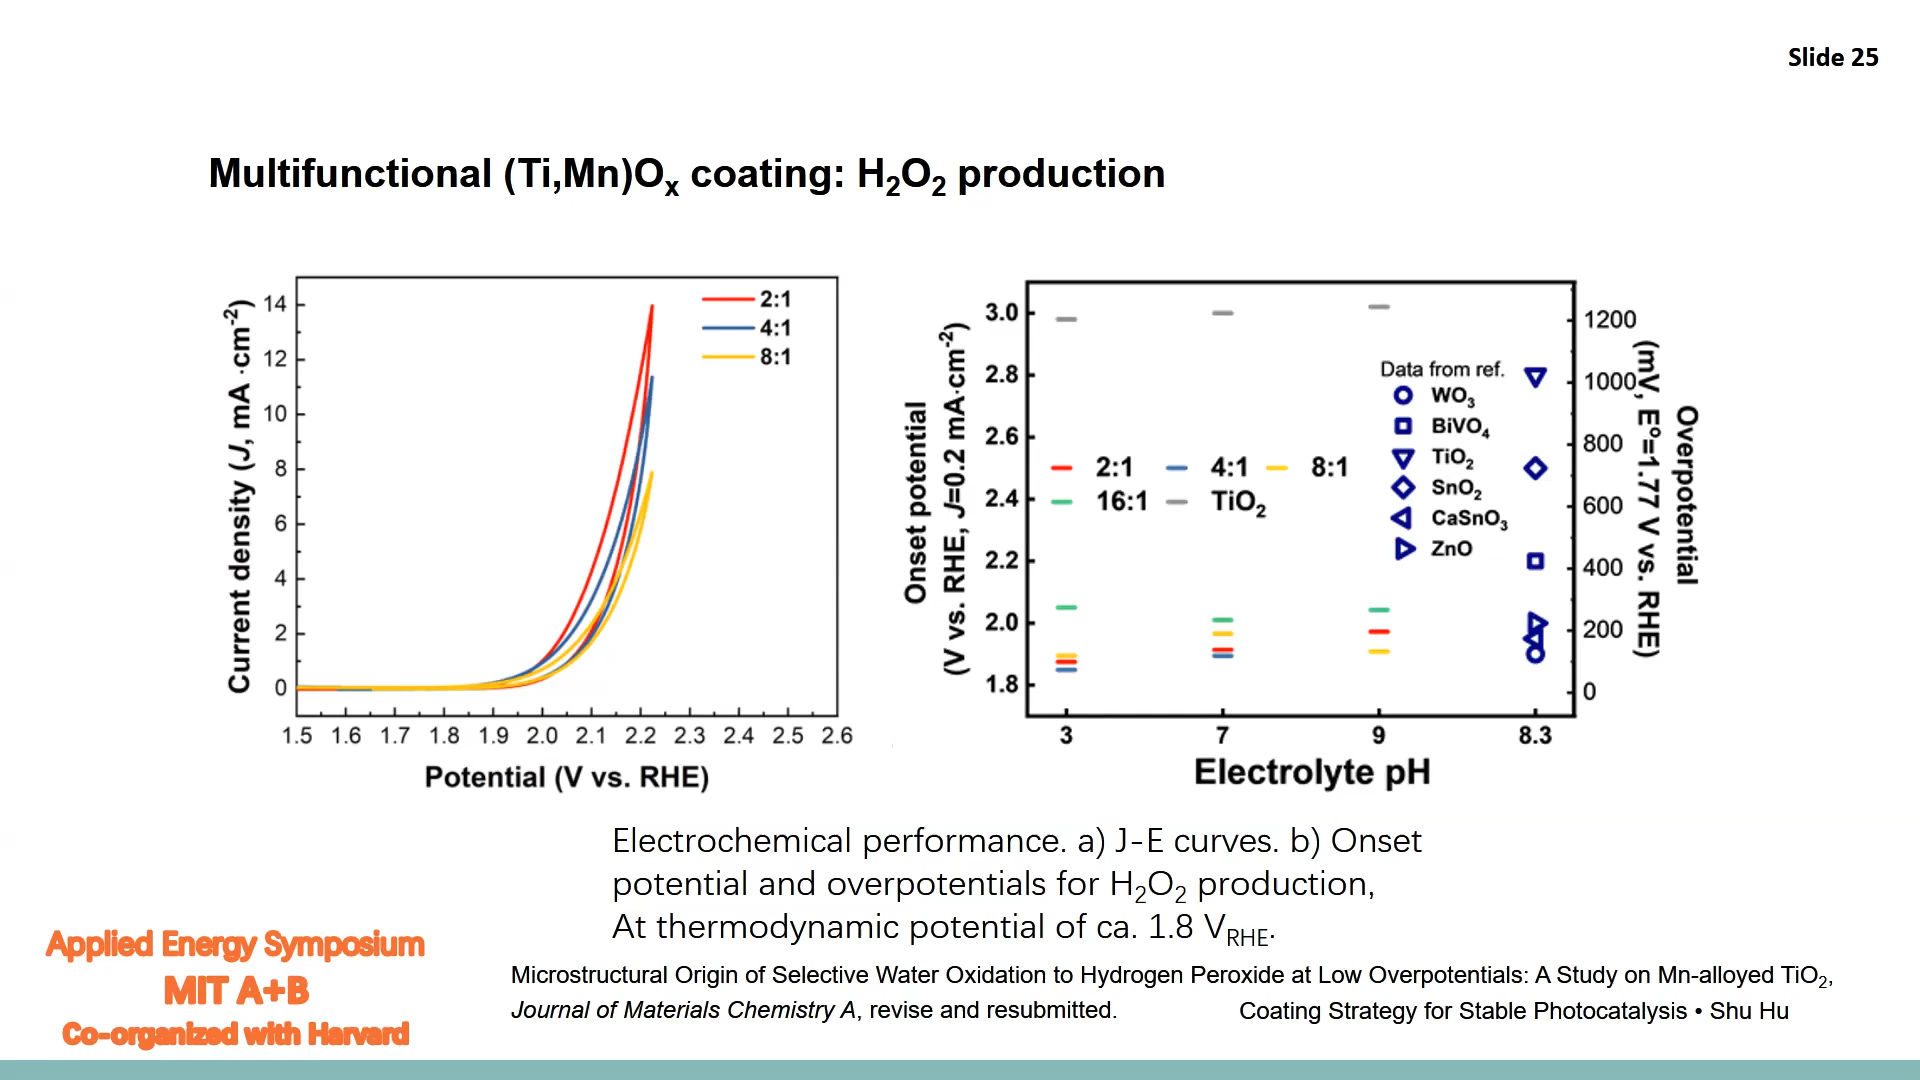 Slide 25
Multifunctional (Ti,Mn)Oₓ coating: H₂O₂ production
Current density (J, mA ·cm⁻²)
14
12
10
8
6
4
2
0
2:1
4:1
8:1
1.5 1.6 1.7 1.8 1.9 2.0 2.1 2.2 2.3 2.4 2.5 2.6
Potential (V vs. RHE)
Onset potential
(V vs. RHE, J=0.2 mA·cm⁻²)
3.0
2.8
2.6
2.4
2.2
2.0
1.8
2:1 4:1 8:1
16:1 TiO₂
Data from ref.
WO₃
BiVO₄
TiO₂
SnO₂
CaSnO₃
ZnO
1200
1000
800
600
400
200
0
Overpotential
(mV, E°=1.77 V vs. RHE)
3 7 9 8.3
Electrolyte pH
Electrochemical performance. a) J-E curves. b) Onset
potential and overpotentials for H₂O₂ production,
At thermodynamic potential of ca. 1.8 V_RHE.
Applied Energy Symposium
MIT A+B
Co-organized with Harvard
Microstructural Origin of Selective Water Oxidation to Hydrogen Peroxide at Low Overpotentials: A Study on Mn-alloyed TiO₂,
Journal of Materials Chemistry A, revise and resubmitted.
Coating Strategy for Stable Photocatalysis • Shu Hu